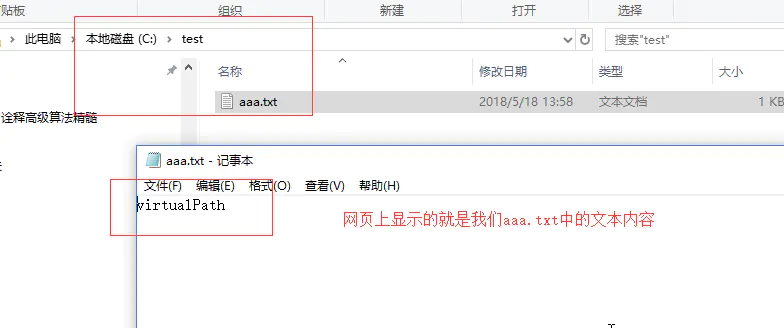 贴板
组织
新建
打开
选择
此电脑
本地磁盘 (C:)
test
搜索"test"
名称
修改日期
类型
大小
aaa.txt
2018/5/18 13:58
文本文档
1 KB
诠释高级算法精髓
aaa.txt - 记事本
文件(F) 编辑(E) 格式(O) 查看(V) 帮助(H)
virtualPath
网页上显示的就是我们aaa.txt中的文本内容